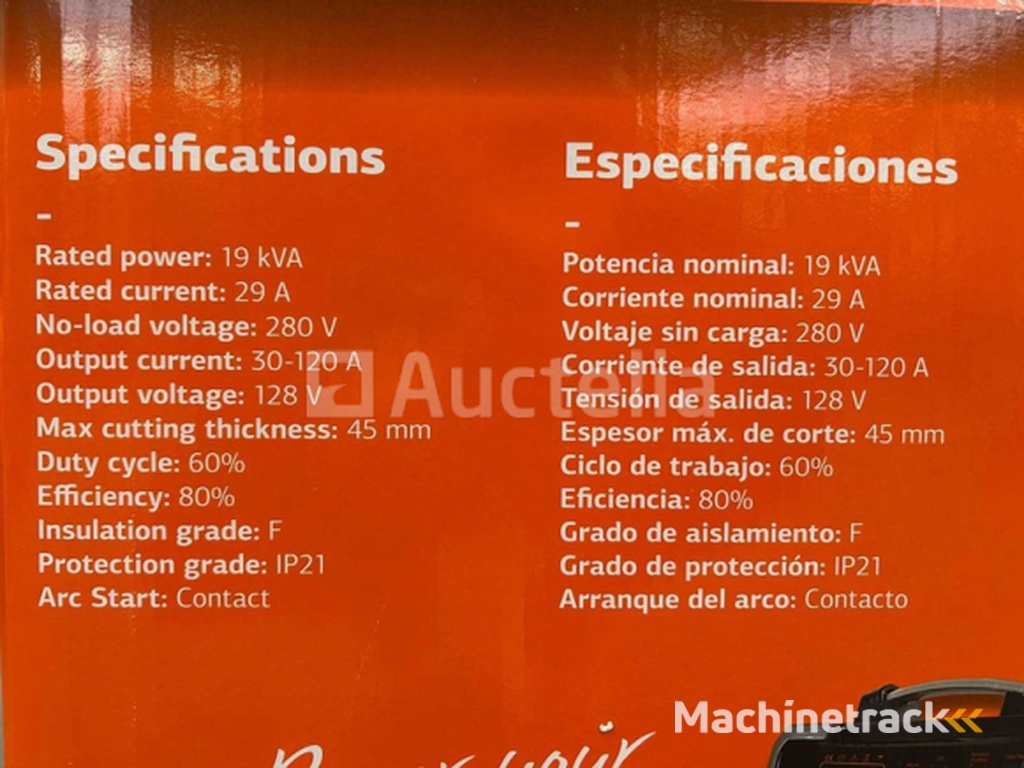 Specifications
-
Rated power: 19 kVA
Rated current: 29 A
No-load voltage: 280 V
Output current: 30-120 A
Output voltage: 128 V
Max cutting thickness: 45 mm
Duty cycle: 60%
Efficiency: 80%
Insulation grade: F
Protection grade: IP21
Arc Start: Contact
Especificaciones
-
Potencia nominal: 19 kVA
Corriente nominal: 29 A
Voltaje sin carga: 280 V
Corriente de salida: 30-120 A
Tensión de salida: 128 V
Espesor máx. de corte: 45 mm
Ciclo de trabajo: 60%
Eficiencia: 80%
Grado de aislamiento: F
Grado de protección: IP21
Arranque del arco: Contacto
Auctella
Machinetrack